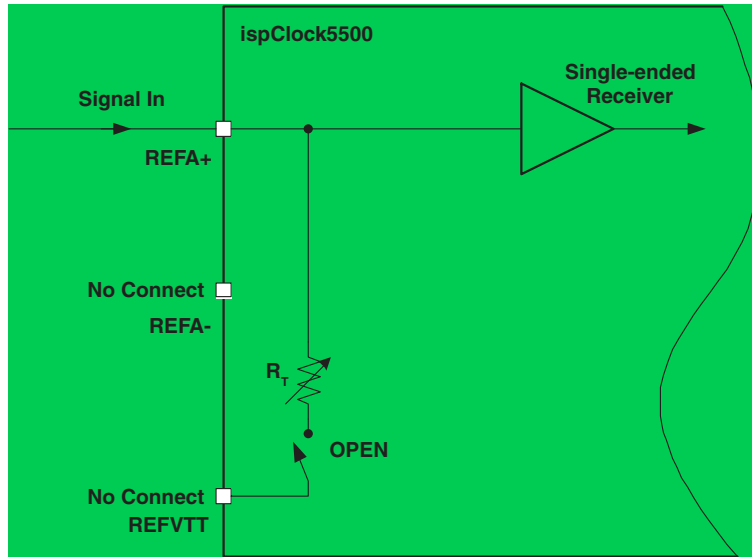 ispClock5500
Single-ended
Receiver
Signal In
REFA+
No Connect
REFA-
RT
OPEN
No Connect
REFVTT